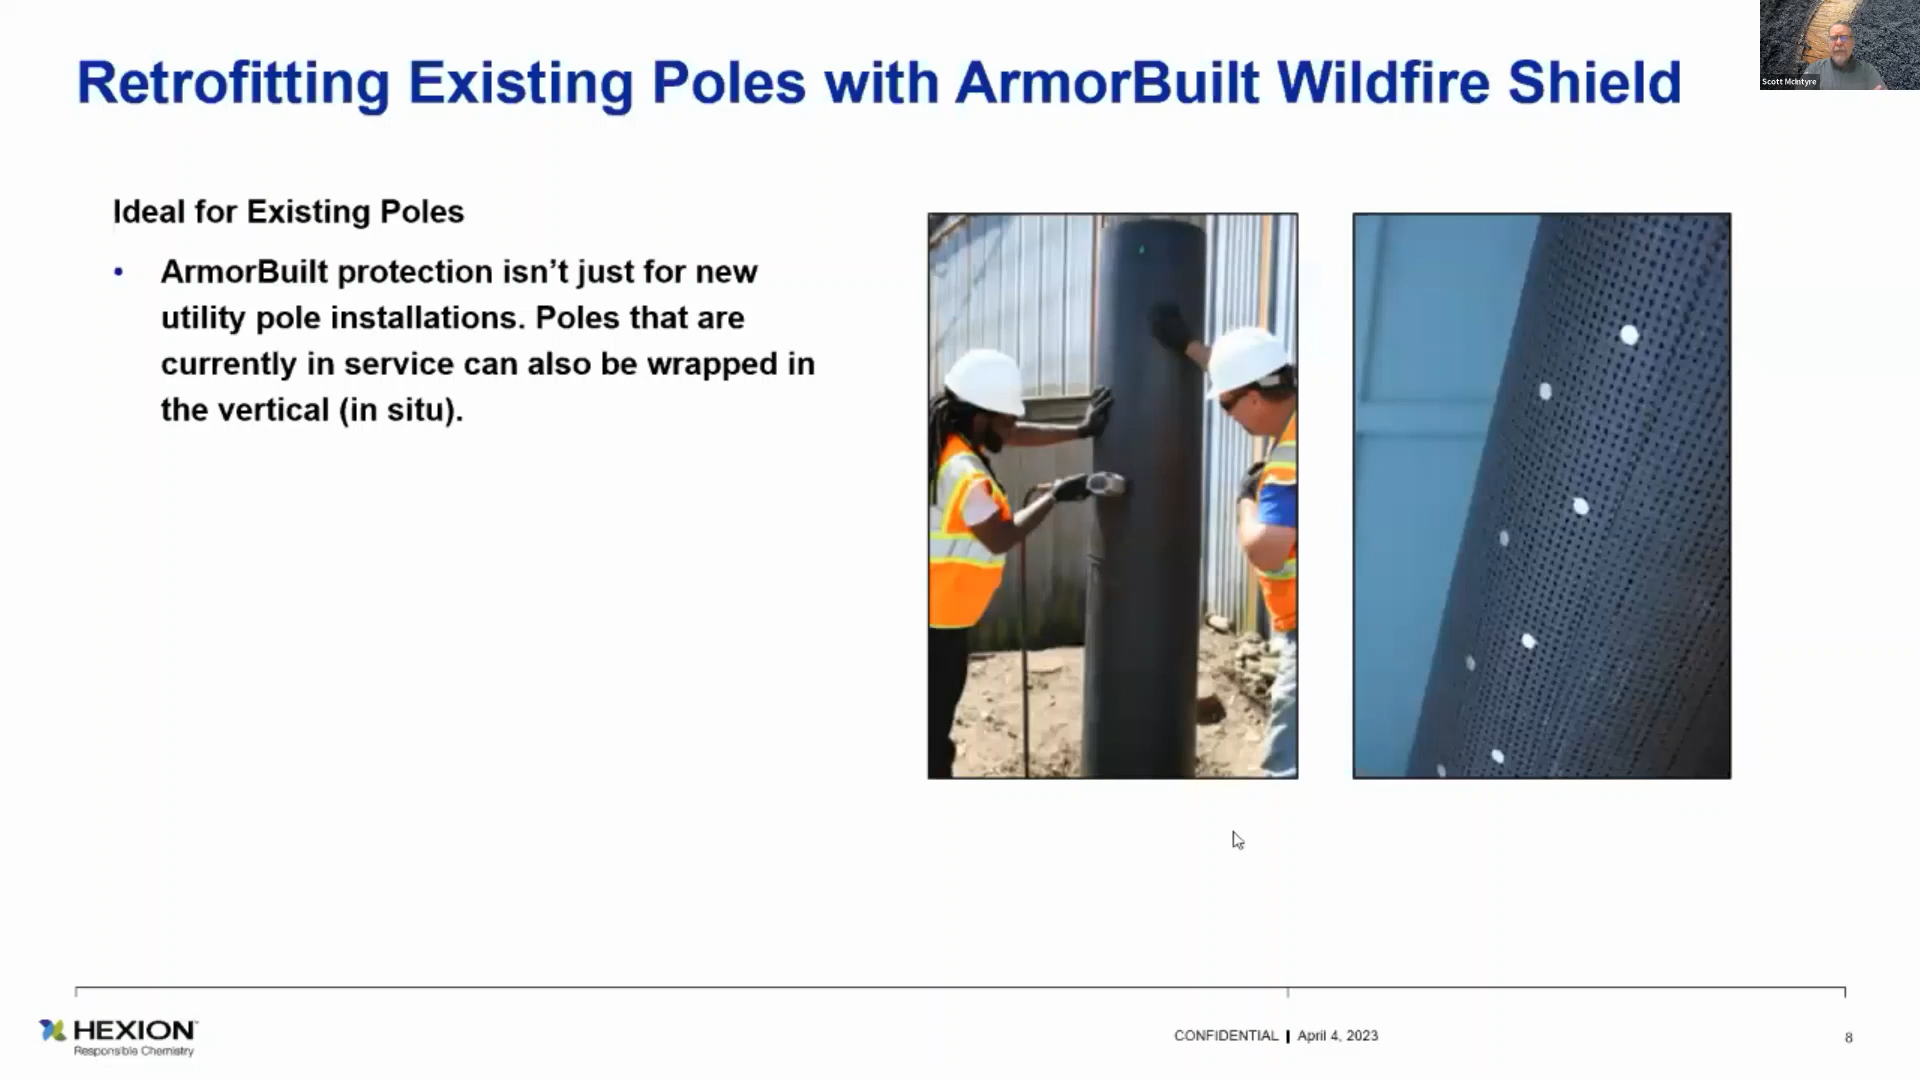 Retrofitting Existing Poles with ArmorBuilt Wildfire Shield
Scott McIntyre
Ideal for Existing Poles
• ArmorBuilt protection isn’t just for new
utility pole installations. Poles that are
currently in service can also be wrapped in
the vertical (in situ).
HEXION™
Responsible Chemistry
CONFIDENTIAL | April 4, 2023
8